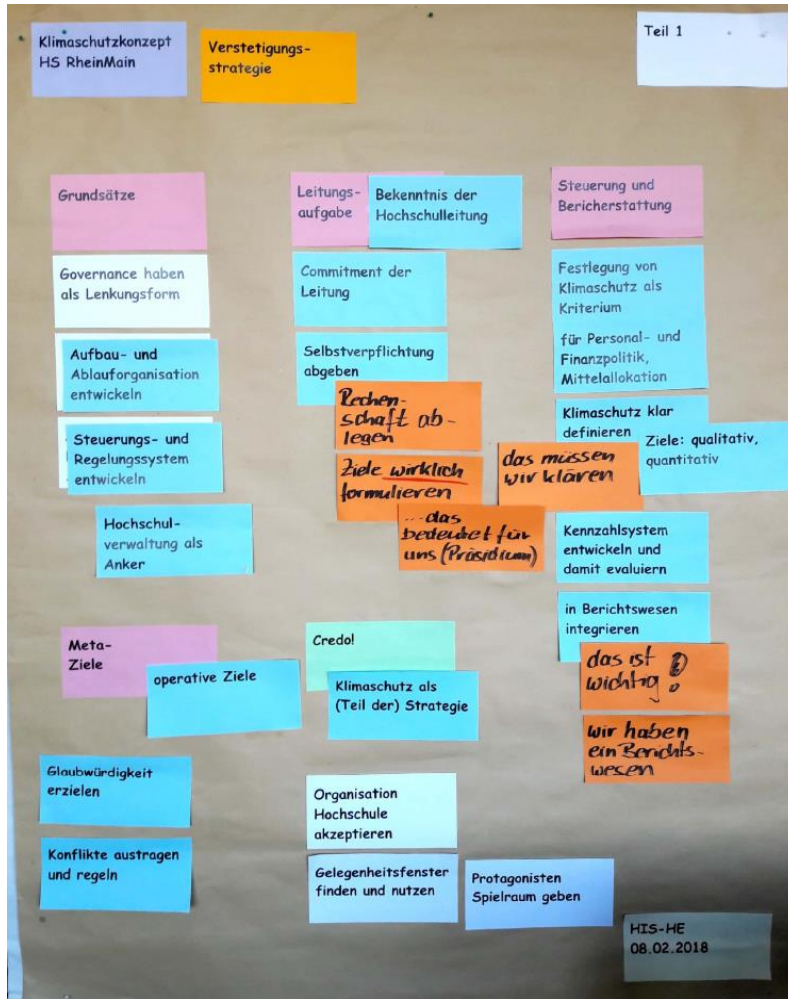 Klimaschutzkonzept
HS RheinMain
Verstetigungs-
strategie
Teil 1
Grundsätze
Governance haben
als Lenkungsform
Aufbau- und
Ablauforganisation
entwickeln
Steuerungs- und
Regelungssystem
entwickeln
Hochschul-
verwaltung als
Anker
Leitungs-
aufgabe
Bekenntnis der
Hochschulleitung
Commitment der
Leitung
Selbstverpflichtung
abgeben
Rechen-
schaft ab-
legen
Ziele wirklich
formulieren
...das
bedeutet für
uns (Präsidium)
Steuerung und
Bericherstattung
Festlegung von
Klimaschutz als
Kriterium
für Personal- und
Finanzpolitik,
Mittelallokation
Klimaschutz klar
definieren
Ziele: qualitativ,
quantitativ
das müssen
wir klären
Kennzahlsystem
entwickeln und
damit evaluiern
in Berichtswesen
integrieren
das ist
wichtig!
wir haben
ein Berichts-
wesen
Meta-
Ziele
operative Ziele
Glaubwürdigkeit
erzielen
Konflikte austragen
und regeln
Credo!
Klimaschutz als
(Teil der) Strategie
Organisation
Hochschule
akzeptieren
Gelegenheitsfenster
finden und nutzen
Protagonisten
Spielraum geben
HIS-HE
08.02.2018